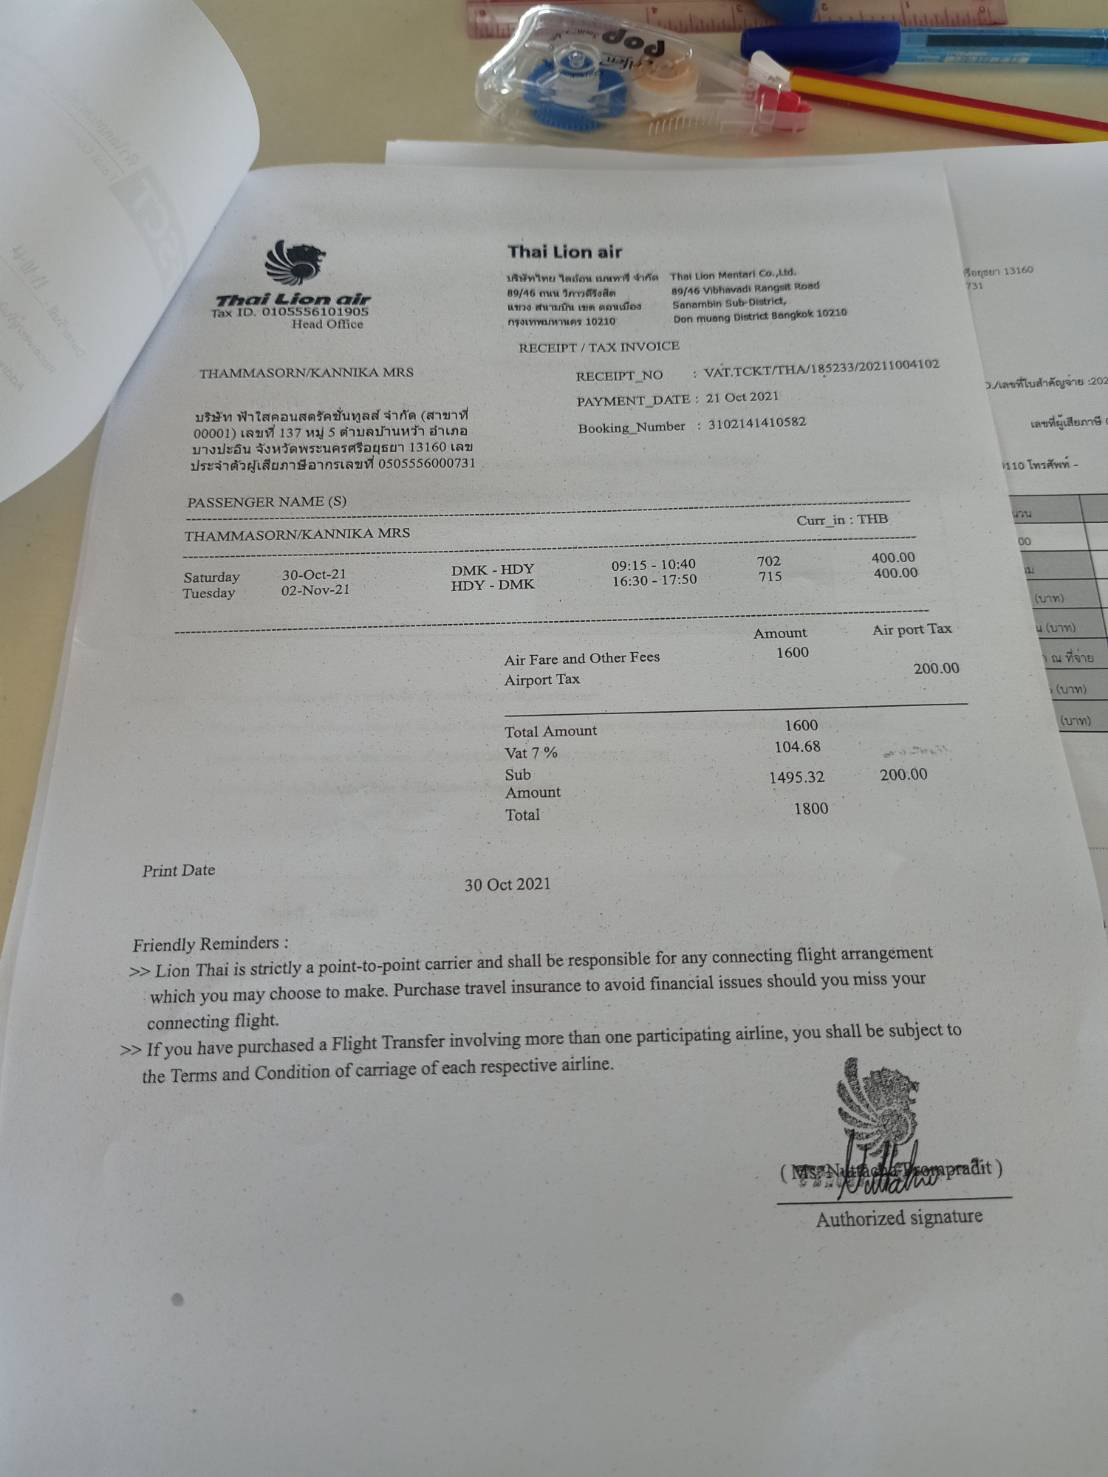 pop
Thai Lion air
Tax ID. 0105556101905
Head Office
Thai Lion air
บริษัทไทย ไลอ้อน เมนทารี จำกัด
89/46 ถนน วิภาวดีรังสิต
แขวง สนามบิน เขต ดอนเมือง
กรุงเทพมหานคร 10210
Thai Lion Mentari Co.,Ltd.
89/46 Vibhavadi Rangsit Road
Sanambin Sub-District,
Don muang District Bangkok 10210
RECEIPT / TAX INVOICE
THAMMASORN/KANNIKA MRS
RECEIPT_NO : VAT.TCKT/THA/185233/20211004102
PAYMENT_DATE : 21 Oct 2021
Booking_Number : 3102141410582
บริษัท ฟ้าใสคอนสตรัคชั่นทูลส์ จำกัด (สาขาที่
00001) เลขที่ 137 หมู่ 5 ตำบลบ้านหว้า อำเภอ
บางปะอิน จังหวัดพระนครศรีอยุธยา 13160 เลข
ประจำตัวผู้เสียภาษีอากรเลขที่ 0505556000731
PASSENGER NAME (S)
THAMMASORN/KANNIKA MRS Curr_in : THB
Saturday 30-Oct-21 DMK - HDY 09:15 - 10:40 702 400.00
Tuesday 02-Nov-21 HDY - DMK 16:30 - 17:50 715 400.00
Amount Air port Tax
Air Fare and Other Fees 1600
Airport Tax 200.00
Total Amount 1600
Vat 7 % 104.68
Sub 1495.32 200.00
Amount
Total 1800
Print Date
30 Oct 2021
Friendly Reminders :
>> Lion Thai is strictly a point-to-point carrier and shall be responsible for any connecting flight arrangement
which you may choose to make. Purchase travel insurance to avoid financial issues should you miss your
connecting flight.
>> If you have purchased a Flight Transfer involving more than one participating airline, you shall be subject to
the Terms and Condition of carriage of each respective airline.
Authorized signature
13160
731
เลขที่ใบสำคัญจ่าย :202
เลขที่ผู้เสียภาษี
110 โทรศัพท์ -
00
(บาท)
(บาท)
ณ ที่จ่าย
(บาท)
(บาท)